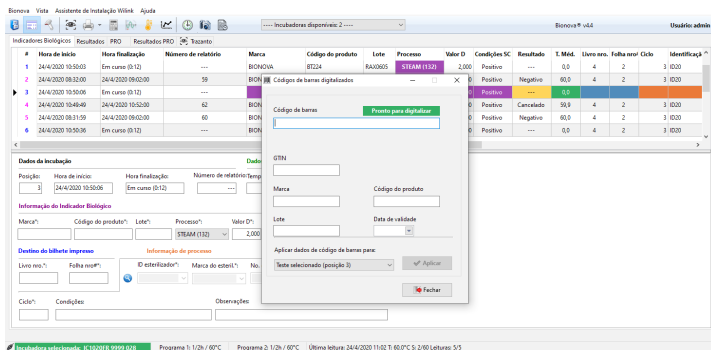 Bionova Vista Assistente de Instalação Wilink Ajuda
---- Incubadoras disponíveis: 2 ---- Bionova® v4.4 Usuário: admin
Indicadores Biológicos Resultados PRO Resultados PRO Trazanto
# Hora de início Hora finalização Número de relatório Marca Código do produto Lote Processo Valor D Condições SC Resultado T. Méd. Livro nro. Folha nro# Ciclo Identificaçã
1 24/4/2020 10:50:03 Em curso (0:12) --- BIONOVA BT224 RAX0605 STEAM (132) 2,000 Positivo --- 0,0 4 2 3 ID20
2 24/4/2020 08:32:00 24/4/2020 09:02:00 59 BION 0 Positivo Negativo 60,0 4 2 3 ID20
3 24/4/2020 10:50:06 Em curso (0:12) --- 0 Positivo --- 0,0 4 2 3 ID20
4 24/4/2020 10:49:49 24/4/2020 10:52:00 62 BION 0 Positivo Cancelado 59,9 4 2 3 ID20
5 24/4/2020 08:31:59 24/4/2020 09:02:00 60 BION 0 Positivo Negativo 60,0 4 2 3 ID20
6 24/4/2020 10:50:36 Em curso (0:12) --- BION 0 Positivo --- 0,0 4 2 3 ID20
Códigos de barras digitalizados
Código de barras Pronto para digitalizar
GTIN
Marca Código do produto
Lote Data de validade
Aplicar dados de código de barras para:
Teste selecionado (posição 3) Aplicar
Fechar
Dados da incubação Dado
Posição: Hora de início: Hora finalização: Número de relatório: Temp
3 24/4/2020 10:50:06 Em curso (0:12) ---
Informação do Indicador Biológico
Marca*: Código do produto*: Lote*: Processo*: Valor D*:
STEAM (132) 2,000
Destino do bilhete impresso Informação do processo
Livro nro.*: Folha nro#*: ID esterilizador*: Marca do esteril.*: No.
Ciclo*: Condições: Observações:
Incubadora selecionada: IC1020FR 9999 028 Programa 1: 1/2h / 60°C Programa 2: 1/2h / 60°C Última leitura: 24/4/2020 11:02 T: 60.0°C S: 2/60 Leituras: 5/5